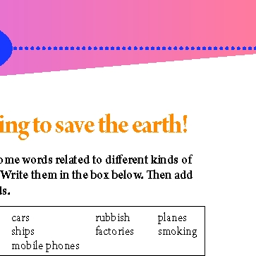 ing to save the earth!
ome words related to different kinds of
Write them in the box below. Then add
ds.
cars rubbish planes
ships factories smoking
mobile phones